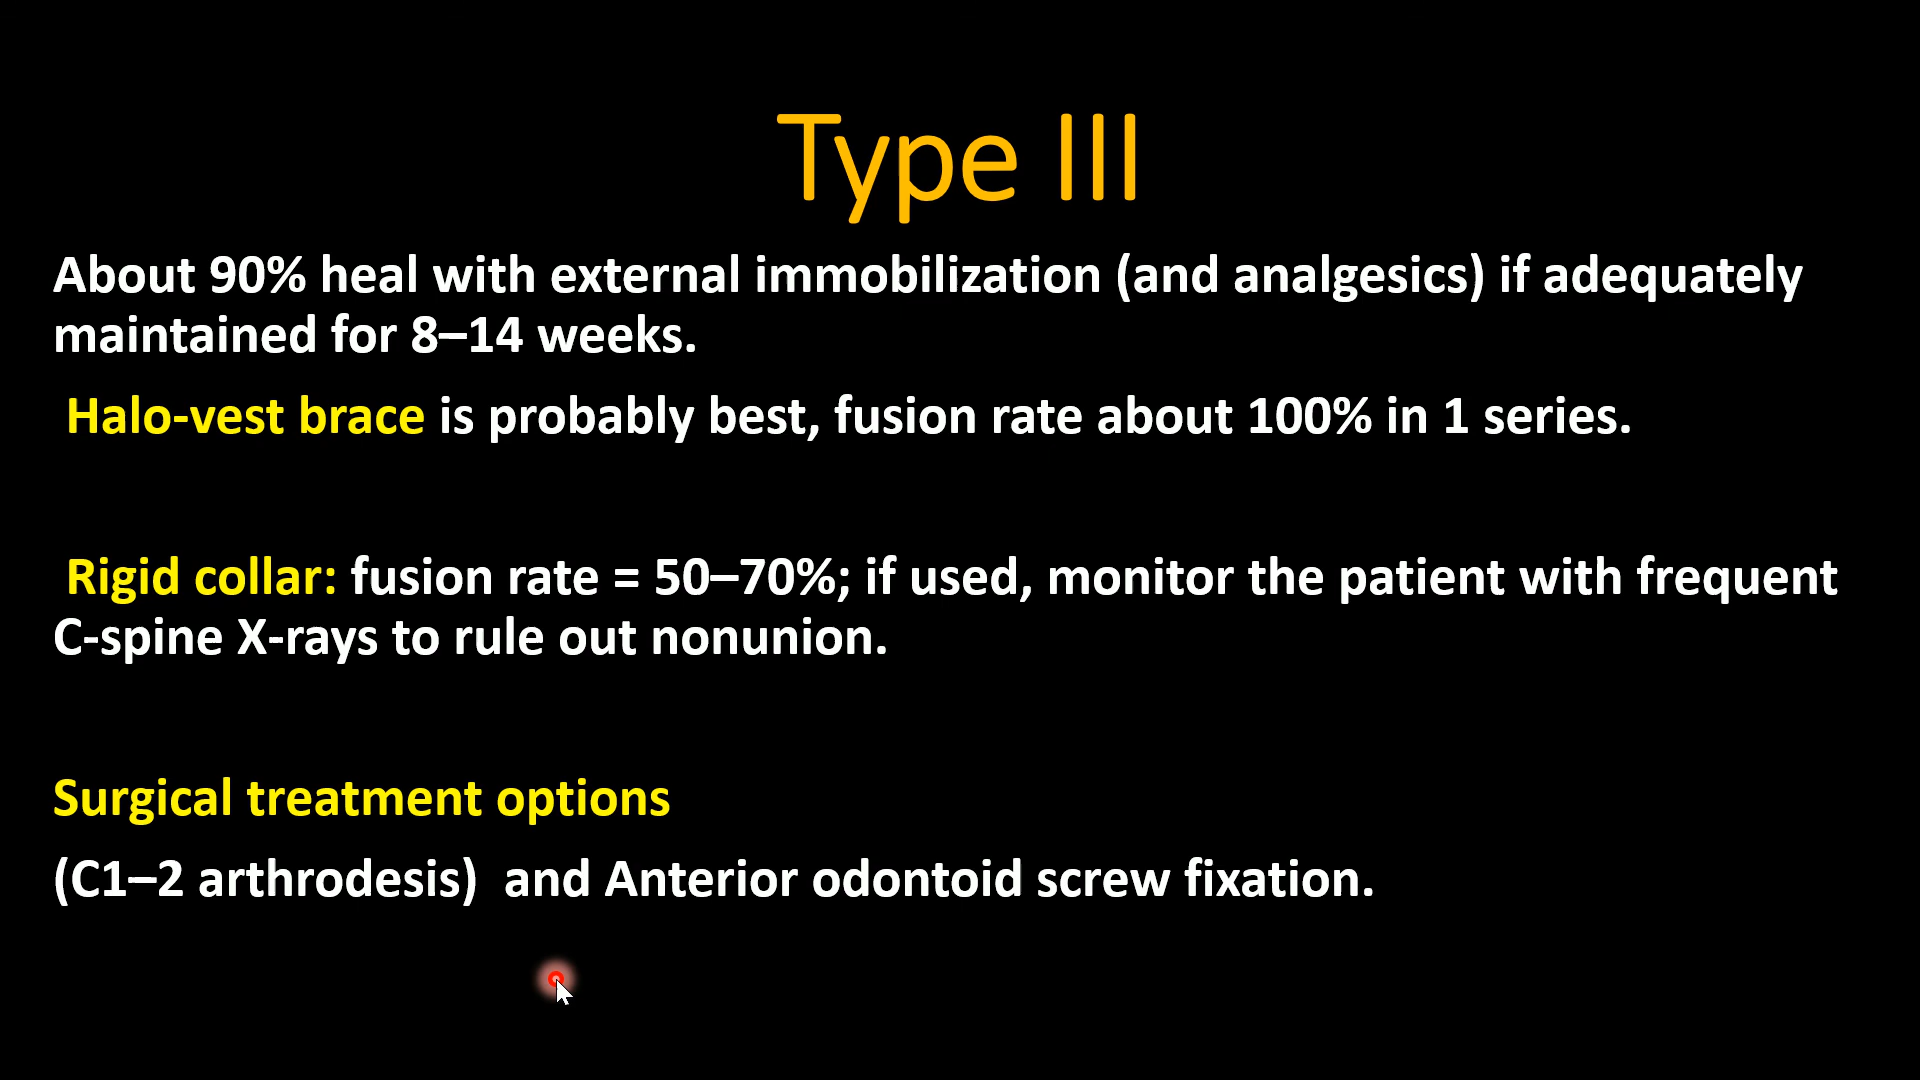 Type III
About 90% heal with external immobilization (and analgesics) if adequately
maintained for 8–14 weeks.
Halo-vest brace is probably best, fusion rate about 100% in 1 series.
Rigid collar: fusion rate = 50–70%; if used, monitor the patient with frequent
C-spine X-rays to rule out nonunion.
Surgical treatment options
(C1–2 arthrodesis)  and Anterior odontoid screw fixation.